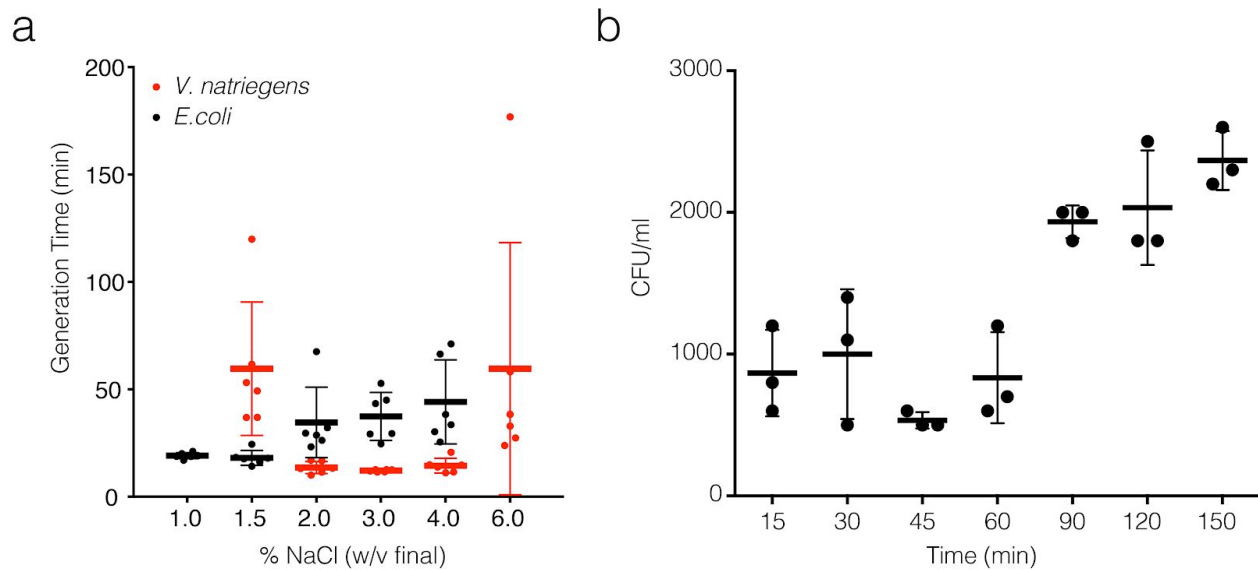 a
200
150
100
50
0
V. natriegens
E.coli
Generation Time (min)
1.0 1.5 2.0 3.0 4.0 6.0
% NaCl (w/v final)
b
3000
2000
1000
0
CFU/ml
15 30 45 60 90 120 150
Time (min)